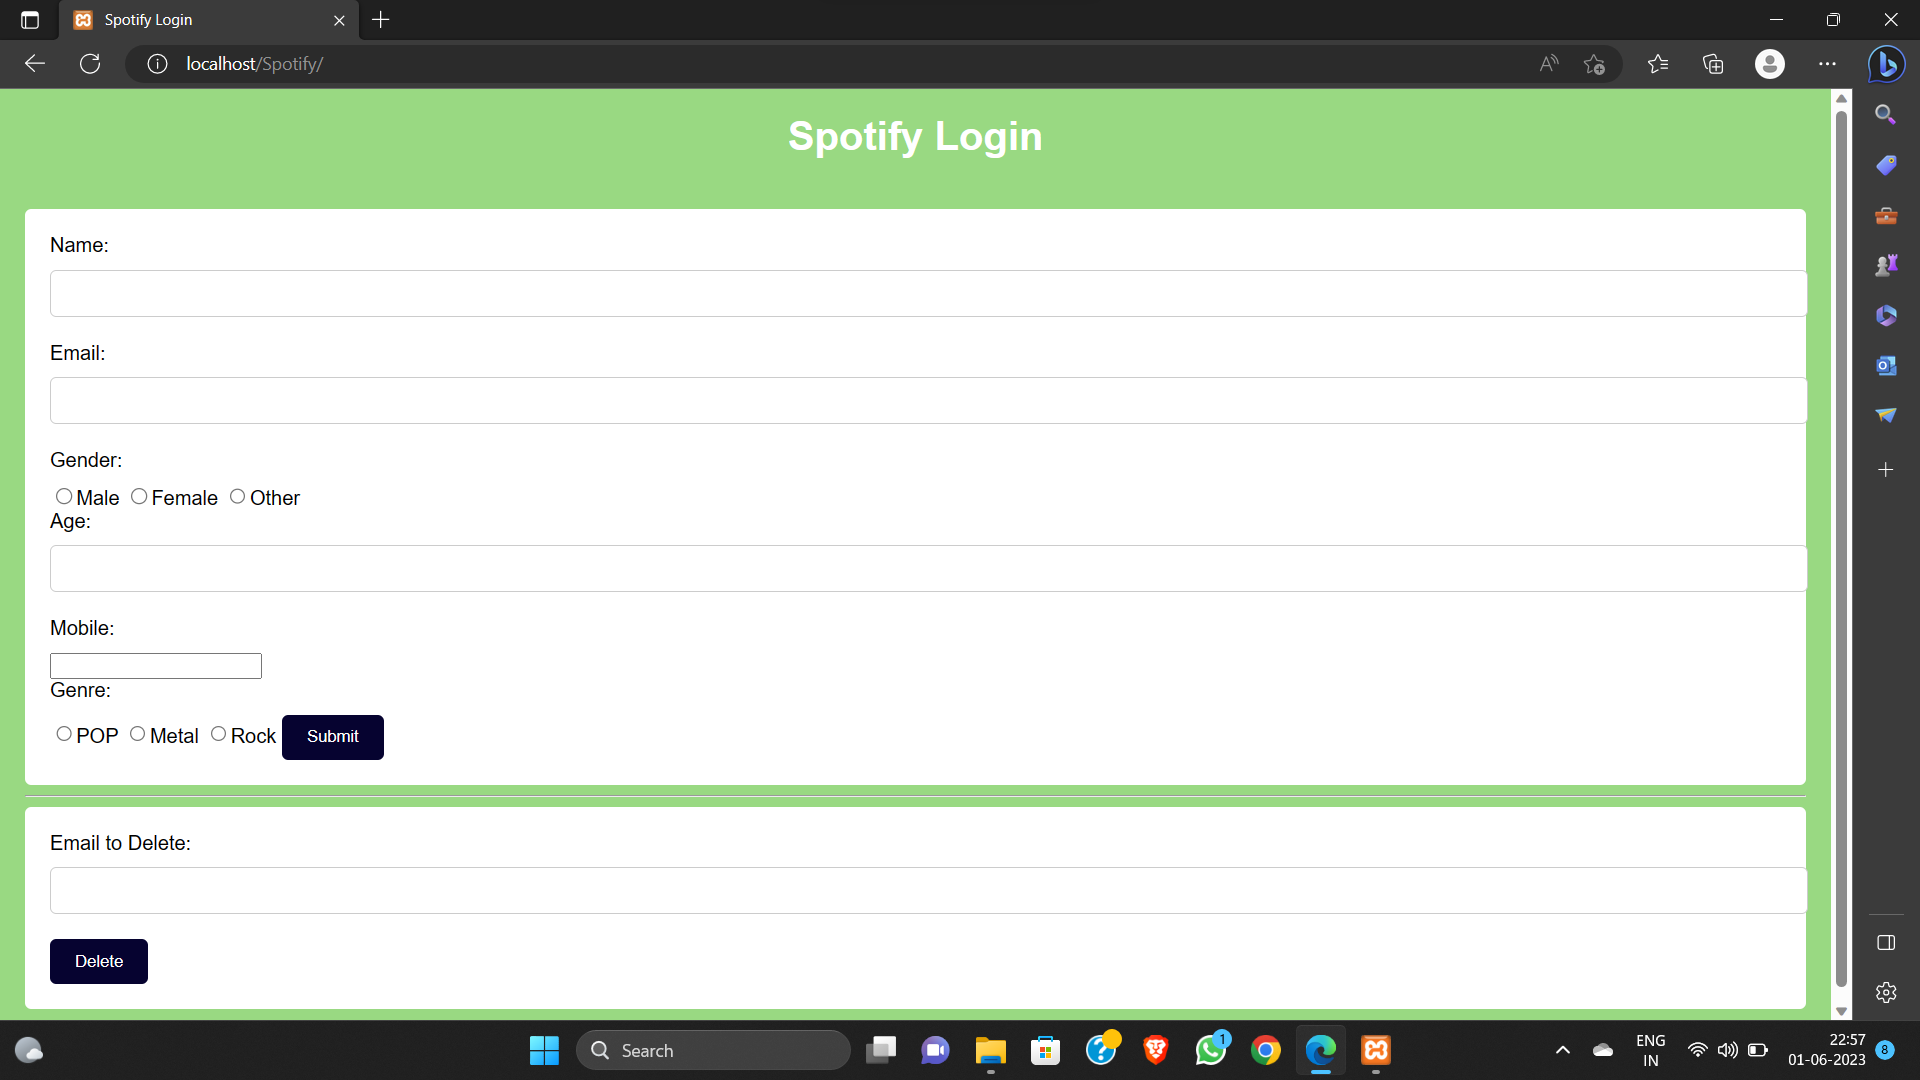 Spotify Login
localhost/Spotify/
Spotify Login
Name:
Email:
Gender:
Male Female Other
Age:
Mobile:
Genre:
POP Metal Rock Submit
Email to Delete:
Delete
Search
1
ENG
IN
22:57
01-06-2023
8